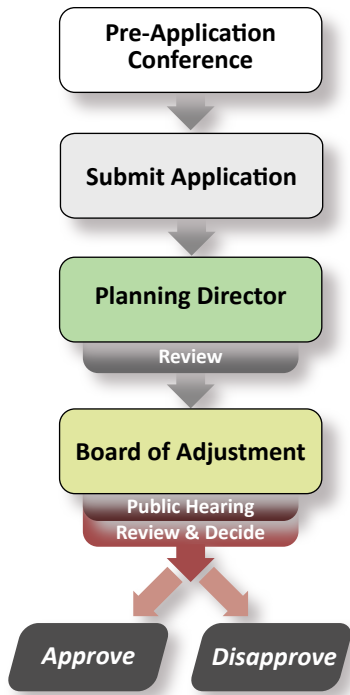 Pre-Application
Conference
Submit Application
Planning Director
Review
Board of Adjustment
Public Hearing
Review & Decide
Approve
Disapprove